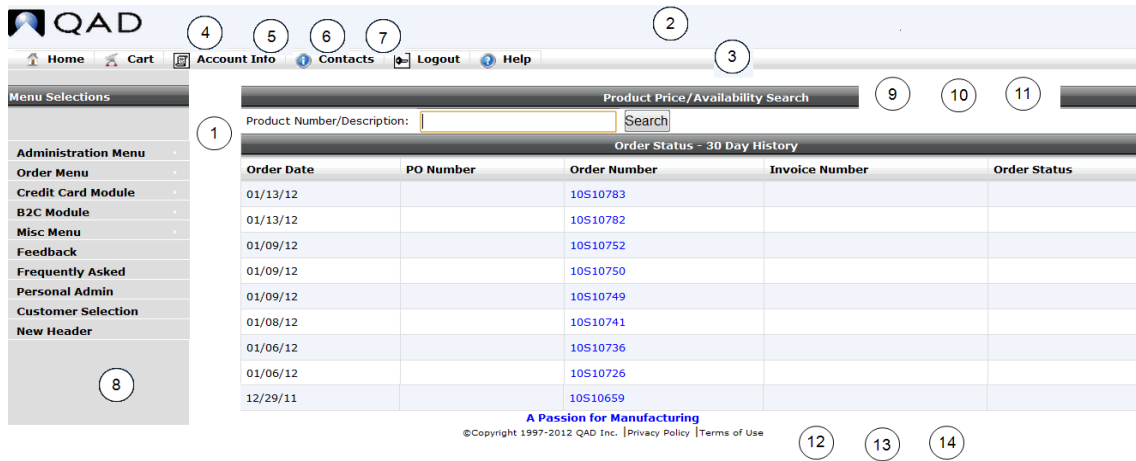 QAD
2
4 5 6 7
3
Home Cart Account Info Contacts Logout Help
Menu Selections
Product Price/Availability Search
9 10 11
1
Product Number/Description: Search
Order Status - 30 Day History
Administration Menu
Order Menu
Credit Card Module
B2C Module
Misc Menu
Feedback
Frequently Asked
Personal Admin
Customer Selection
New Header
8
Order Date PO Number Order Number Invoice Number Order Status
01/13/12 10S10783
01/13/12 10S10782
01/09/12 10S10752
01/09/12 10S10750
01/09/12 10S10749
01/08/12 10S10741
01/06/12 10S10736
01/06/12 10S10726
12/29/11 10S10659
A Passion for Manufacturing
©Copyright 1997-2012 QAD Inc. |Privacy Policy |Terms of Use
12 13 14